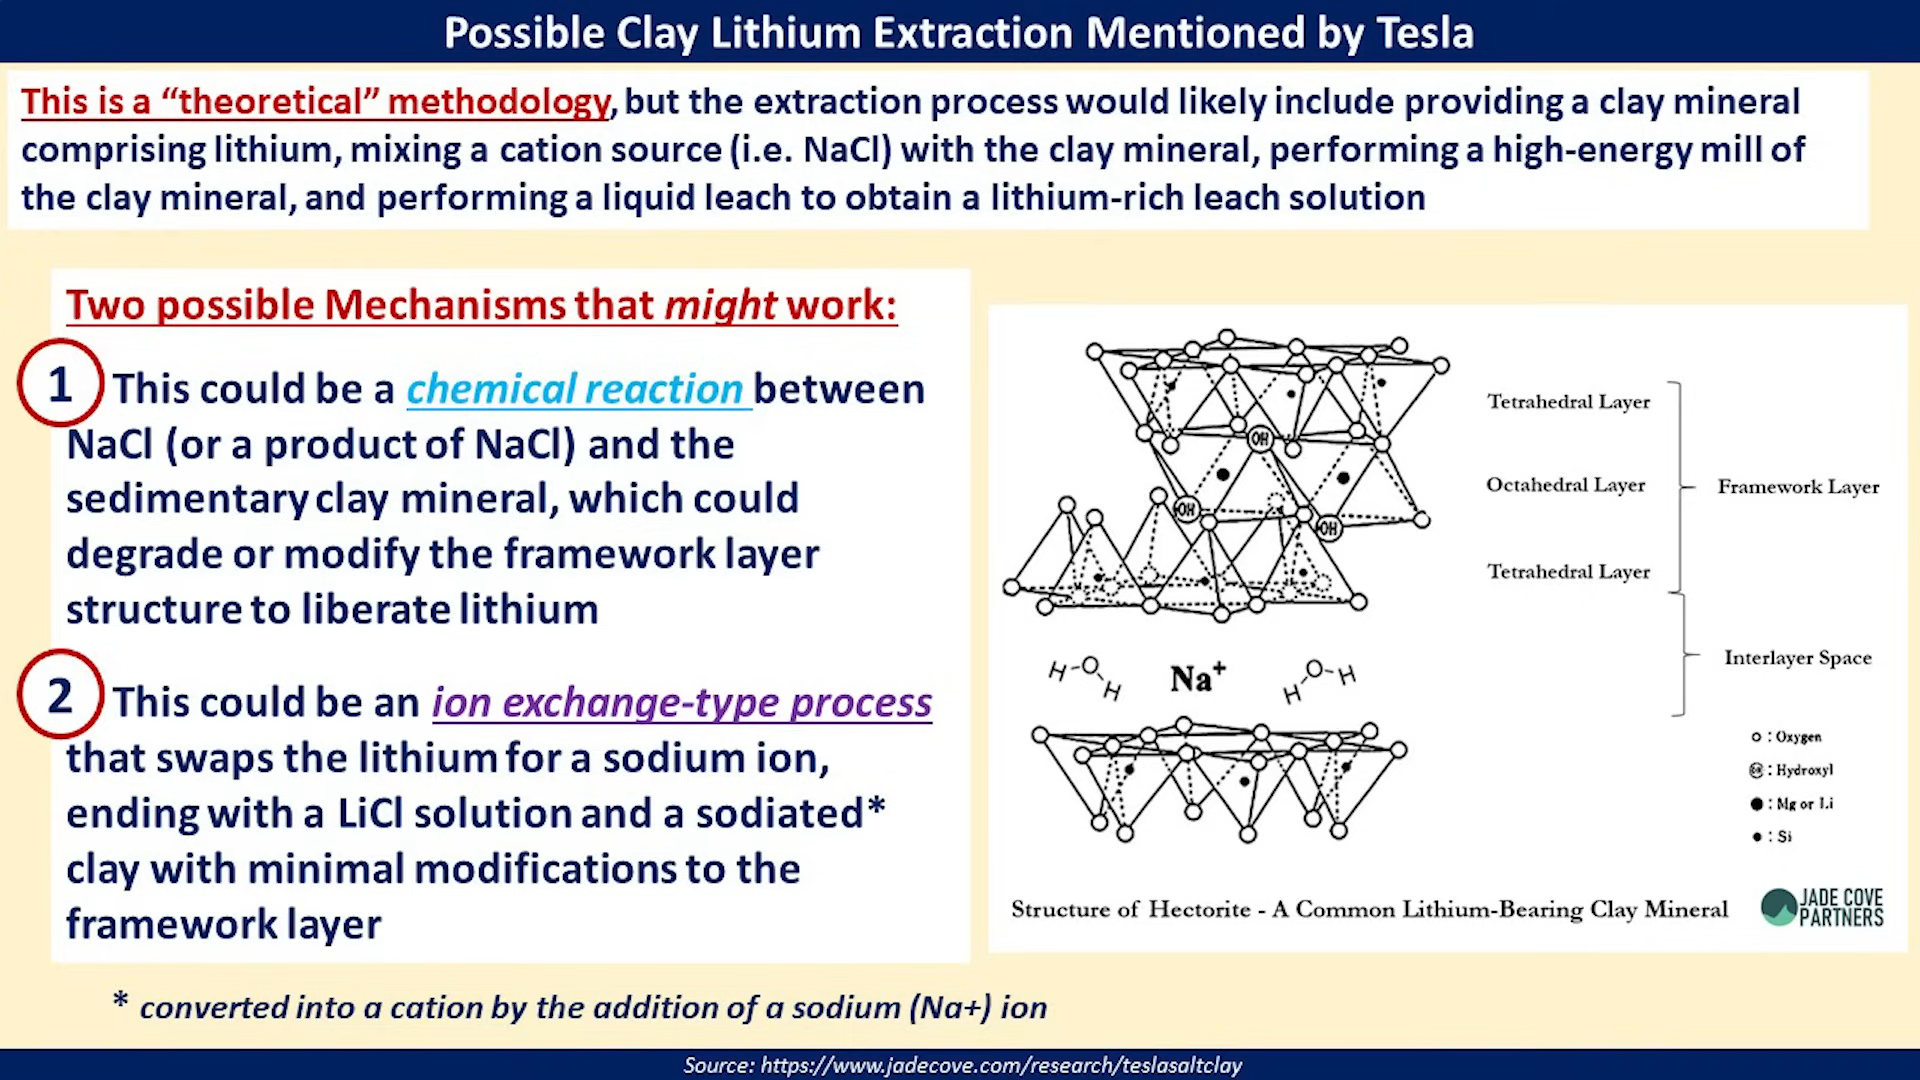 Possible Clay Lithium Extraction Mentioned by Tesla
This is a “theoretical” methodology, but the extraction process would likely include providing a clay mineral
comprising lithium, mixing a cation source (i.e. NaCl) with the clay mineral, performing a high-energy mill of
the clay mineral, and performing a liquid leach to obtain a lithium-rich leach solution
Two possible Mechanisms that might work:
1 This could be a chemical reaction between
NaCl (or a product of NaCl) and the
sedimentary clay mineral, which could
degrade or modify the framework layer
structure to liberate lithium
2 This could be an ion exchange-type process
that swaps the lithium for a sodium ion,
ending with a LiCl solution and a sodiated*
clay with minimal modifications to the
framework layer
* converted into a cation by the addition of a sodium (Na+) ion
Tetrahedral Layer
Octahedral Layer
Framework Layer
Tetrahedral Layer
Interlayer Space
OH
OH
OH
H-O
H
Na+
O-H
H
: Oxygen
OH : Hydroxyl
: Mg or Li
: Si
Structure of Hectorite - A Common Lithium-Bearing Clay Mineral
JADE COVE
PARTNERS
Source: https://www.jadecove.com/research/teslasaltclay